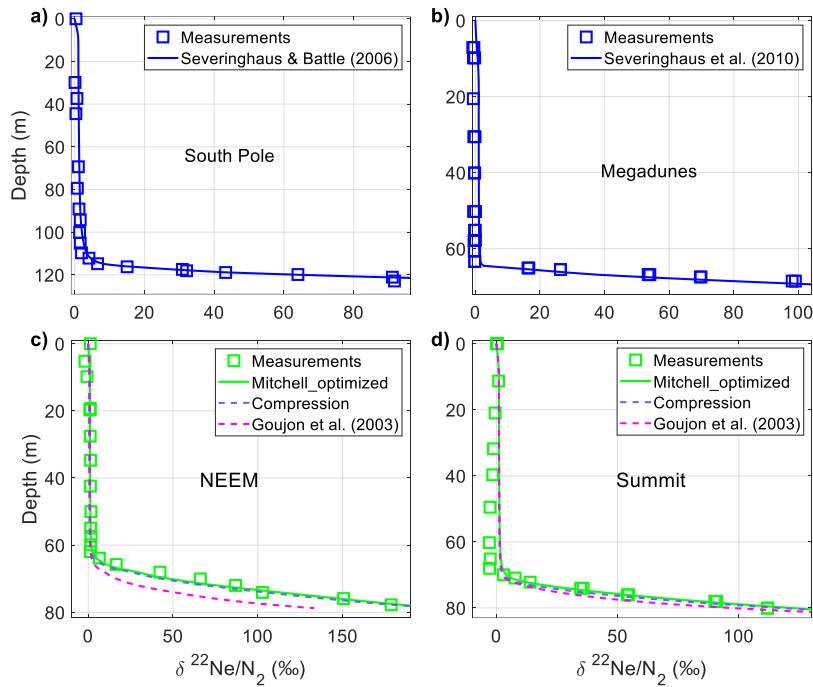 a)
0
20
40
60
80
100
120
Depth (m)
Measurements
Severinghaus & Battle (2006)
South Pole
0 20 40 60 80
b)
0
20
40
60
Measurements
Severinghaus et al. (2010)
Megadunes
0 20 40 60 80 100
c)
0
20
40
60
80
Depth (m)
Measurements
Mitchell_optimized
Compression
Goujon et al. (2003)
NEEM
0 50 100 150
δ ²²Ne/N₂ (‰)
d)
0
20
40
60
80
Measurements
Mitchell_optimized
Compression
Goujon et al. (2003)
Summit
0 50 100
δ ²²Ne/N₂ (‰)